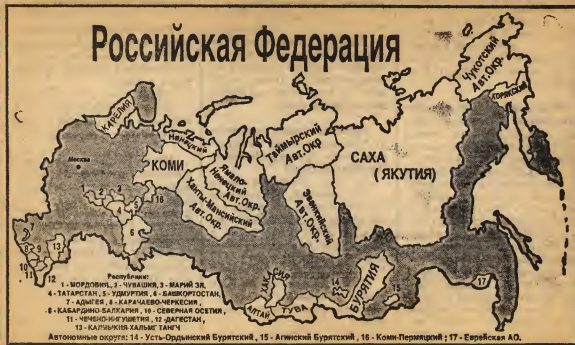 Российская Федерация
Чукотский
Авт.Окр.
КОРЯКСКИЙ
КАРЕЛИЯ
Ненецкий
Таймырский
Авт.Окр
Москва
КОМИ
Ямало-
Ненецкий
Авт.Окр.
САХА
( ЯКУТИЯ)
Ханты-Мансийский
Авт.Окр.
Эвенкийский
Авт.Окр.
1
2
3
4
5
16
6
7
8
9
13
10
11
12
14
15
17
ХАК
СИЯ
АЛТАЙ
ТУВА
БУРЯТИЯ
Республики:
1 - МОРДОВИЯ, 2 - ЧУВАШИЯ, 3 - МАРИЙ ЭЛ,
4 - ТАТАРСТАН , 5 - УДМУРТИЯ , 6 - БАШКОРТОСТАН,
7 - АДЫГЕЯ , 8 - КАРАЧАЕВО-ЧЕРКЕСИЯ ,
9 - КАБАРДИНО-БАЛКАРИЯ , 10 - СЕВЕРНАЯ ОСЕТИЯ ,
11 - ЧЕЧЕНО-ИНГУШЕТИЯ , 12 -ДАГЕСТАН ,
13 - КАЛМЫКИЯ-ХАЛЬМГ ТАНГЧ
Автономные округа: 14 - Усть-Ордынский Бурятский , 15 - Агинский Бурятский , 16 - Коми-Пермяцкий ; 17 - Еврейская АО.